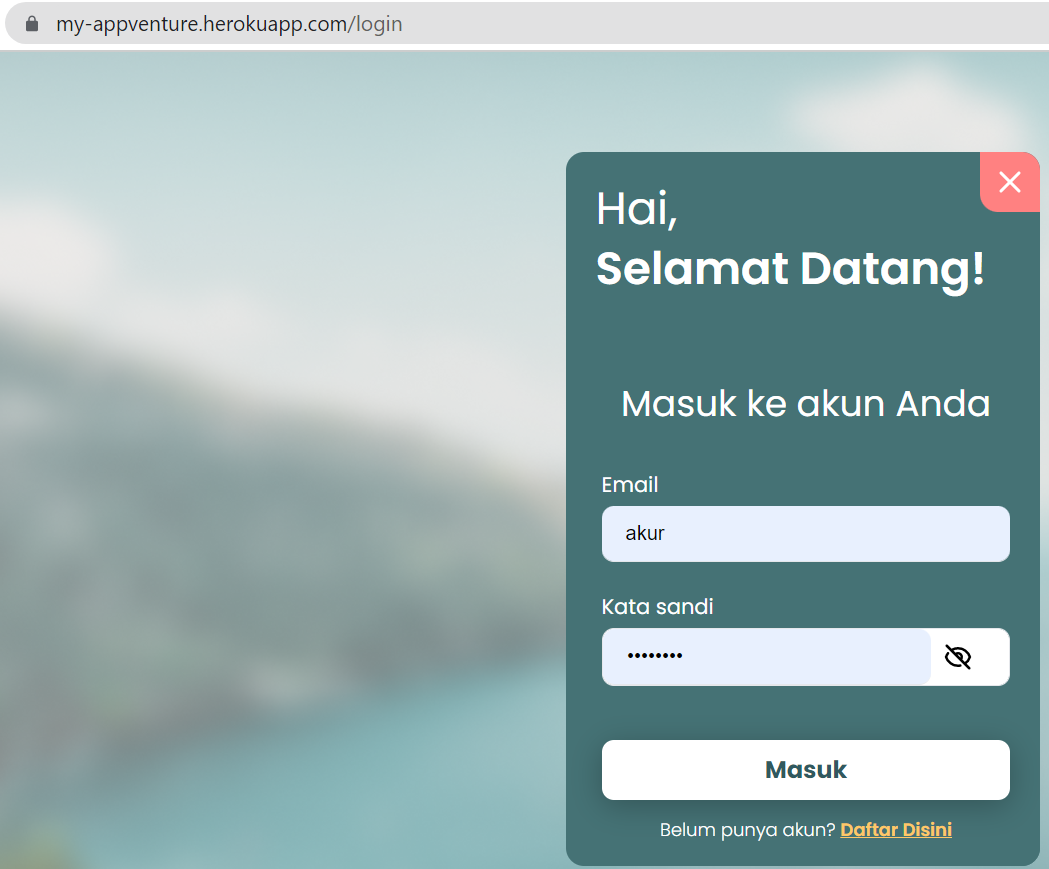 my-appventure.herokuapp.com/login
Hai,
Selamat Datang!
Masuk ke akun Anda
Email
akur
Kata sandi
••••••••
Masuk
Belum punya akun? Daftar Disini